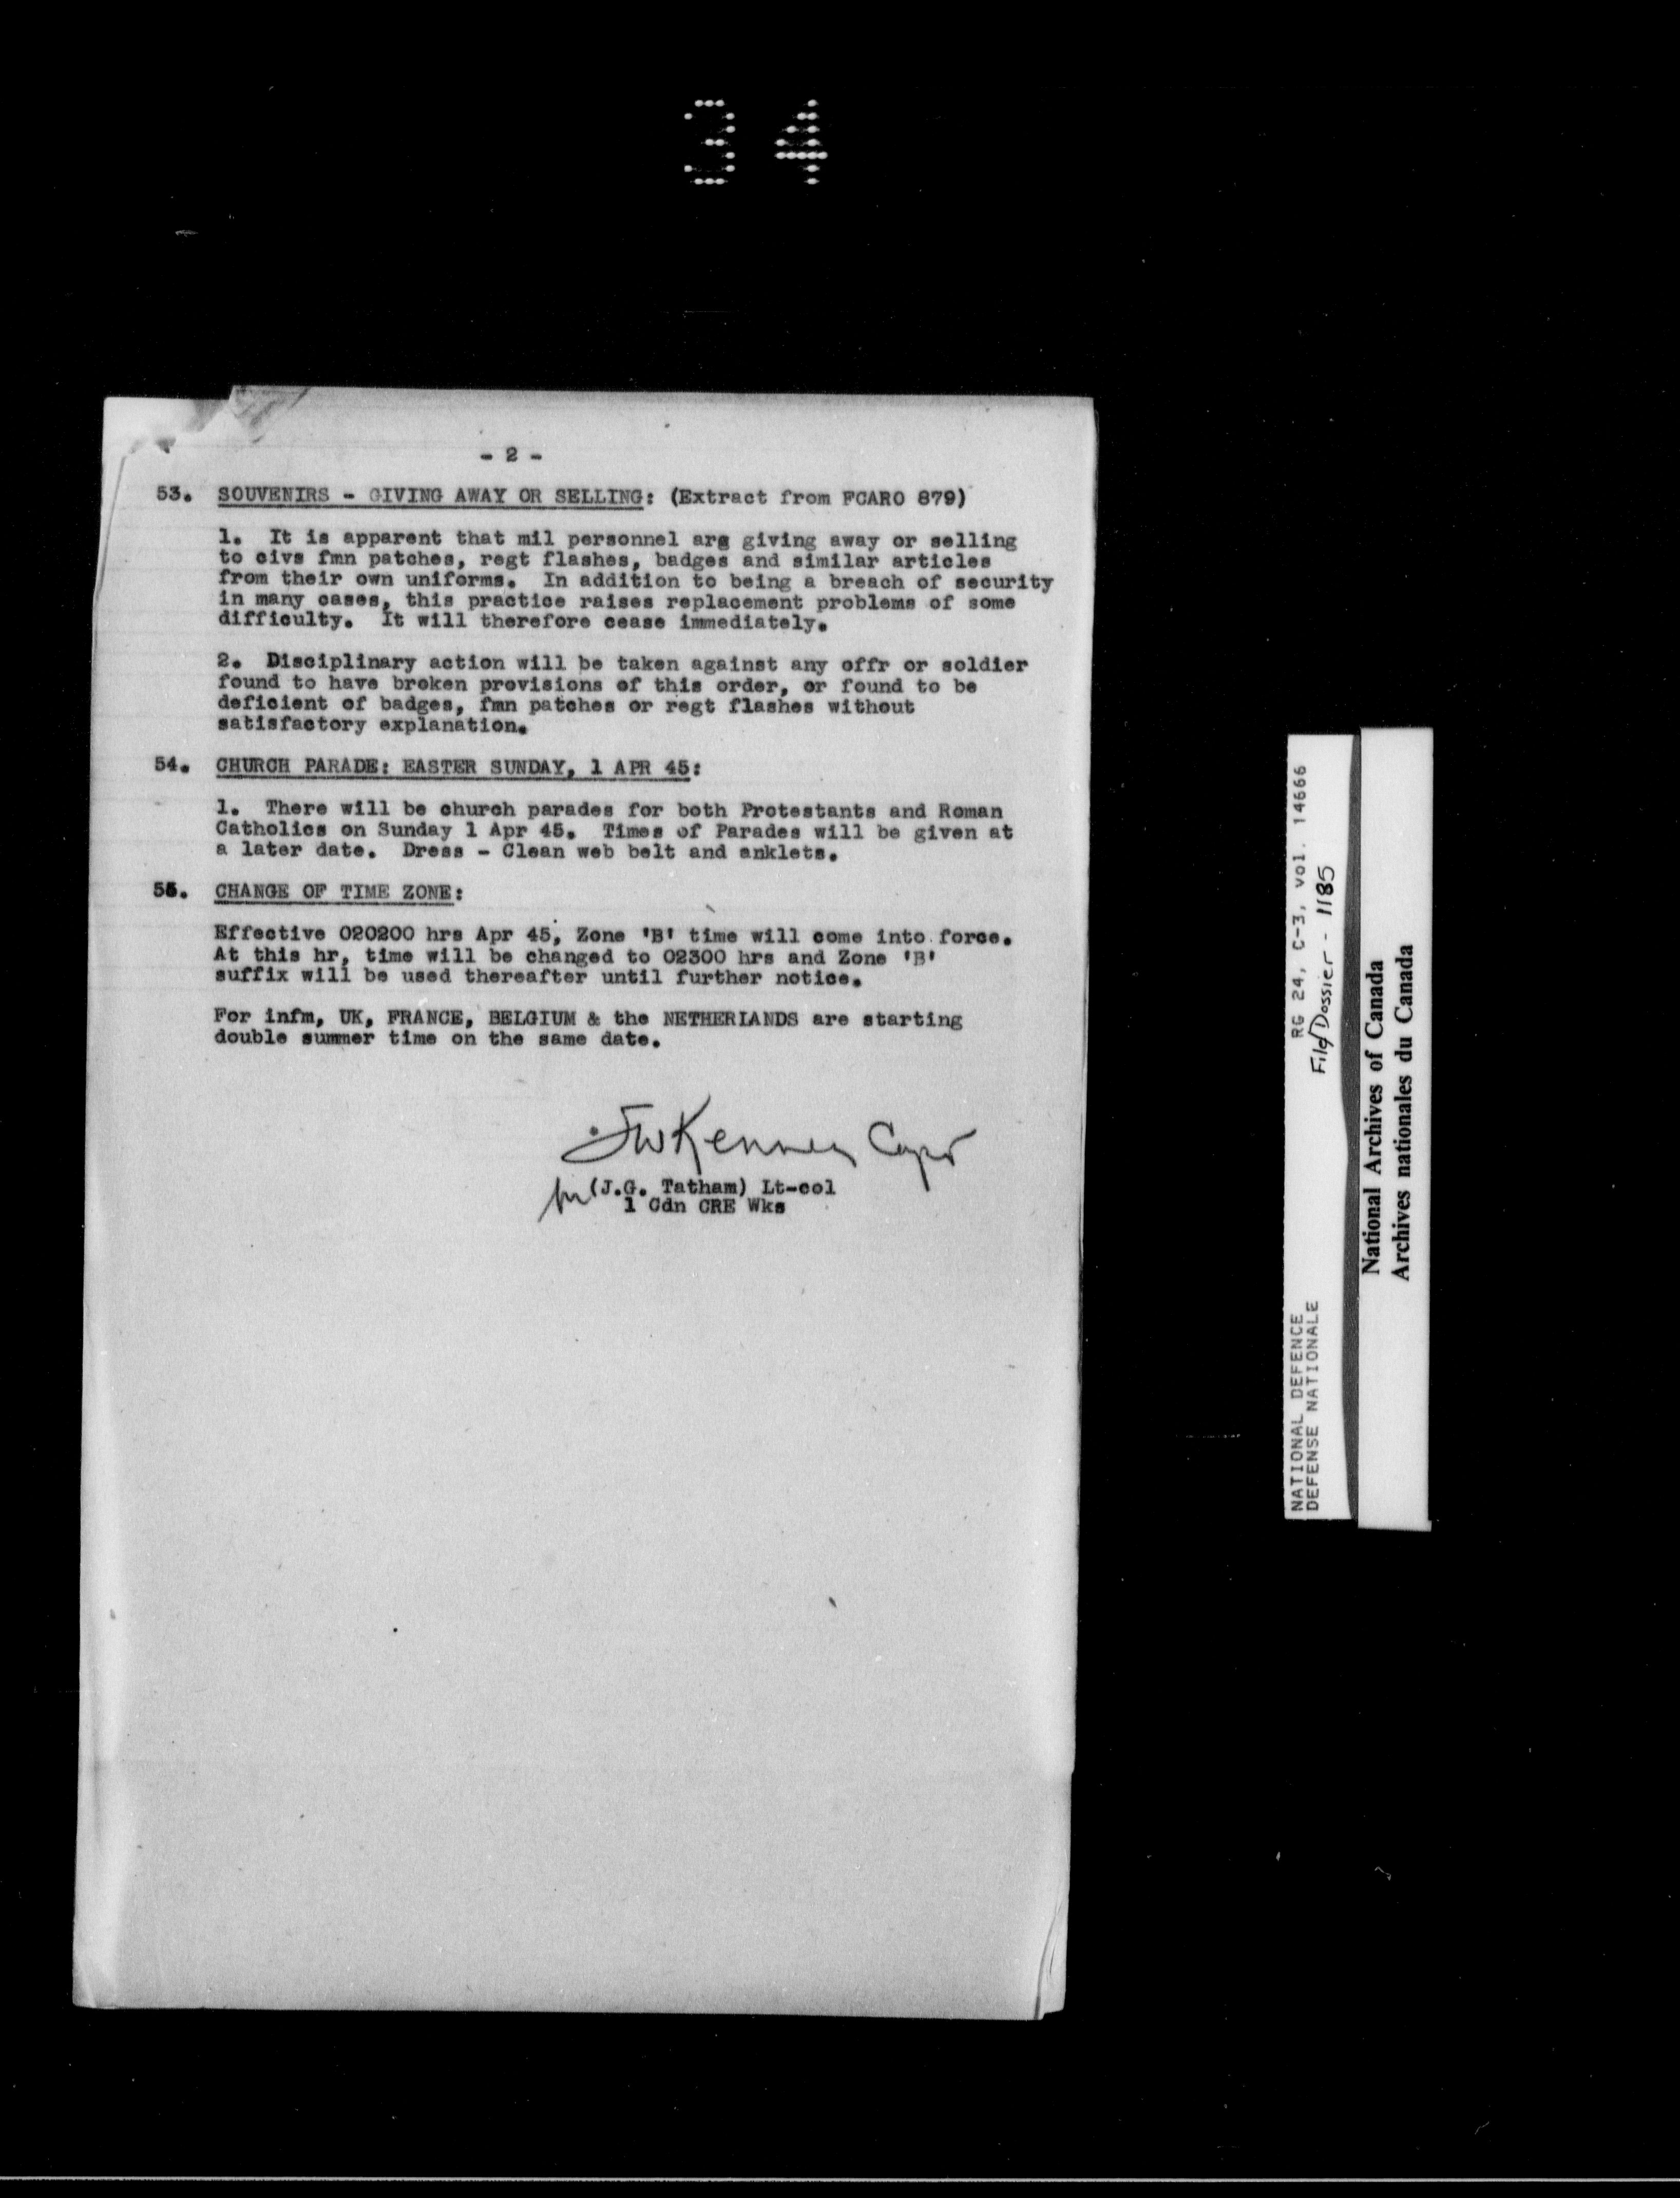 34
- 2 -
53. SOUVENIRS - GIVING AWAY OR SELLING: (Extract from FCARO 879)
1. It is apparent that mil personnel are giving away or selling
to civs fmn patches, regt flashes, badges and similar articles
from their own uniforms. In addition to being a breach of security
in many cases, this practice raises replacement problems of some
difficulty. It will therefore cease immediately.
2. Disciplinary action will be taken against any offr or soldier
found to have broken provisions of this order, or found to be
deficient of badges, fmn patches or regt flashes without
satisfactory explanation.
54. CHURCH PARADE: EASTER SUNDAY, 1 APR 45:
1. There will be church parades for both Protestants and Roman
Catholics on Sunday 1 Apr 45. Times of Parades will be given at
a later date. Dress - Clean web belt and anklets.
55. CHANGE OF TIME ZONE:
Effective 020200 hrs Apr 45, Zone 'B' time will come into force.
At this hr, time will be changed to 02300 hrs and Zone 'B'
suffix will be used thereafter until further notice.
For infm, UK, FRANCE, BELGIUM & the NETHERLANDS are starting
double summer time on the same date.
Capt
(J.G. Tatham) Lt-col
1 Cdn CRE Wks
NATIONAL DEFENCE RG 24, C-3, vol. 14666
DEFENSE NATIONALE File/Dossier - 1185
National Archives of Canada
Archives nationales du Canada